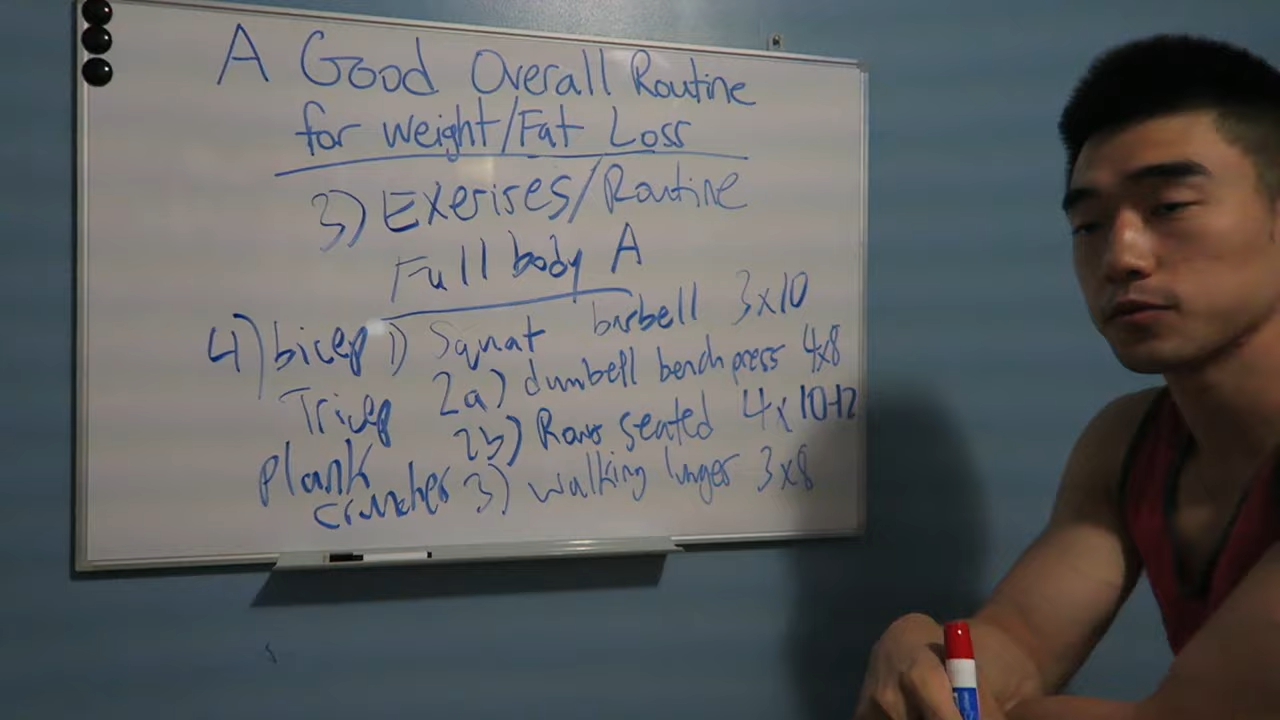 A Good Overall Routine
for weight/Fat Loss
3) Exerises/Routine
Full body A
4) bicep 1) Squat barbell 3x10
Tricep 2a) dumbell bench press 4x8
2b) Rows seated 4x10-12
plank
crunches 3) walking lunges 3x8